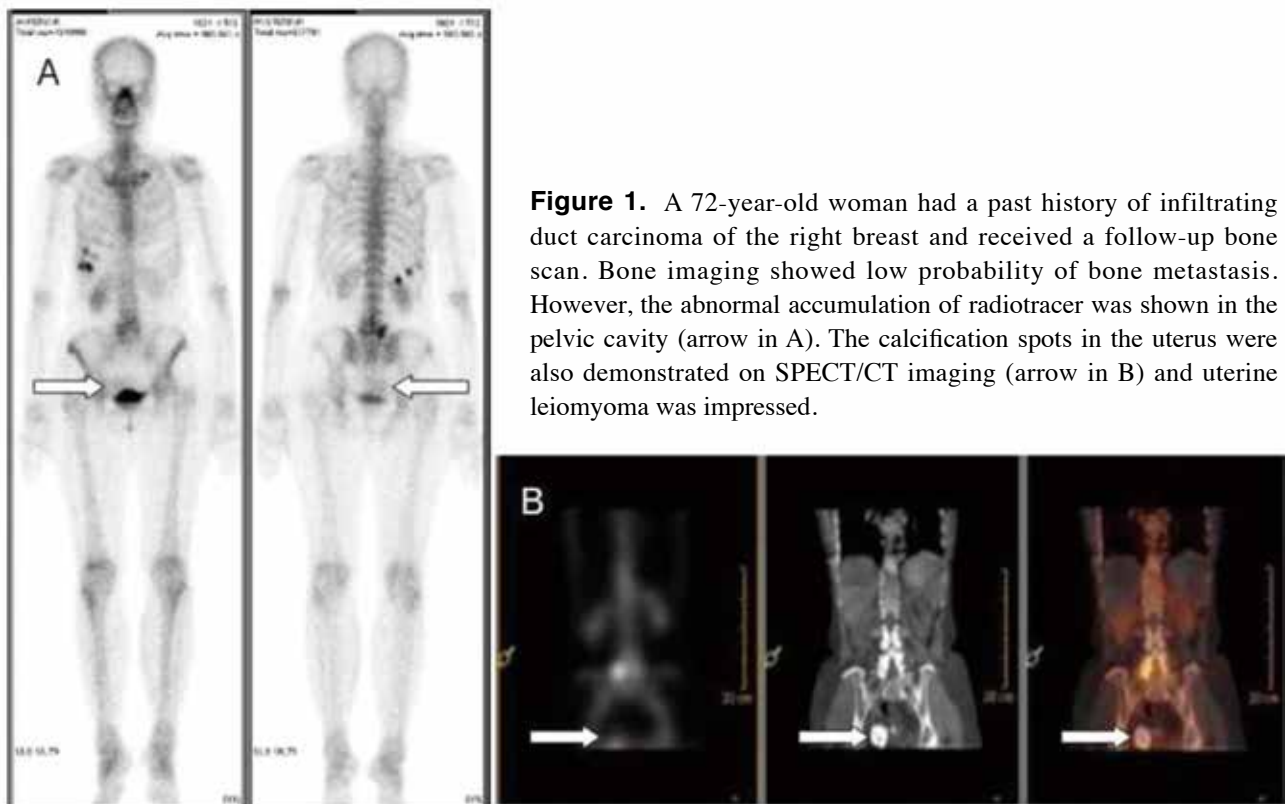 A
Figure 1. A 72-year-old woman had a past history of infiltrating
duct carcinoma of the right breast and received a follow-up bone
scan. Bone imaging showed low probability of bone metastasis.
However, the abnormal accumulation of radiotracer was shown in the
pelvic cavity (arrow in A). The calcification spots in the uterus were
also demonstrated on SPECT/CT imaging (arrow in B) and uterine
leiomyoma was impressed.
B